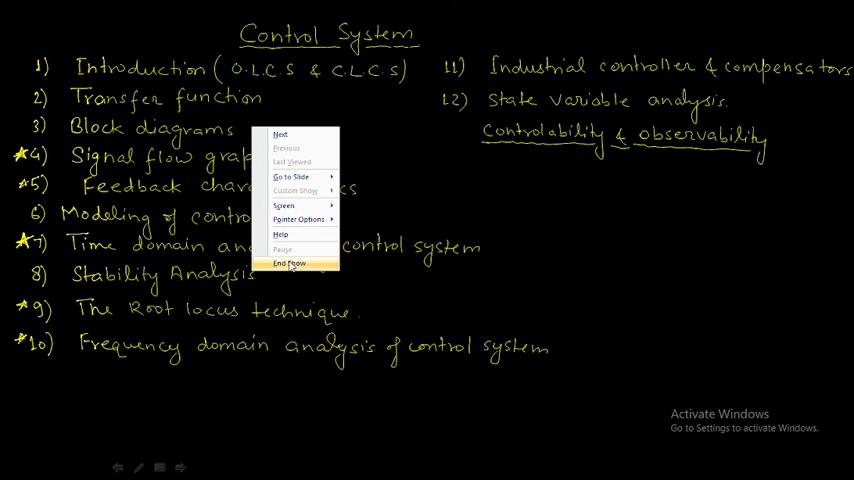 Control System
1) Introduction ( O.L.C.S & C.L.C.S)
2) Transfer function
3) Block diagrams
*4) Signal flow grap
*5) Feedback cs
6) Modeling of contro
*7) Time domain control system
8) Stability Analysis
*9) The Root locus technique.
*10) Frequency domain analysis of control system
11) Industrial controller & compensators
12) State variable analysis.
Controlability & observability
Next
Previous
Last Viewed
Go to Slide
Custom Show
Screen
Pointer Options
Help
Pause
End Show
Activate Windows
Go to Settings to activate Windows.